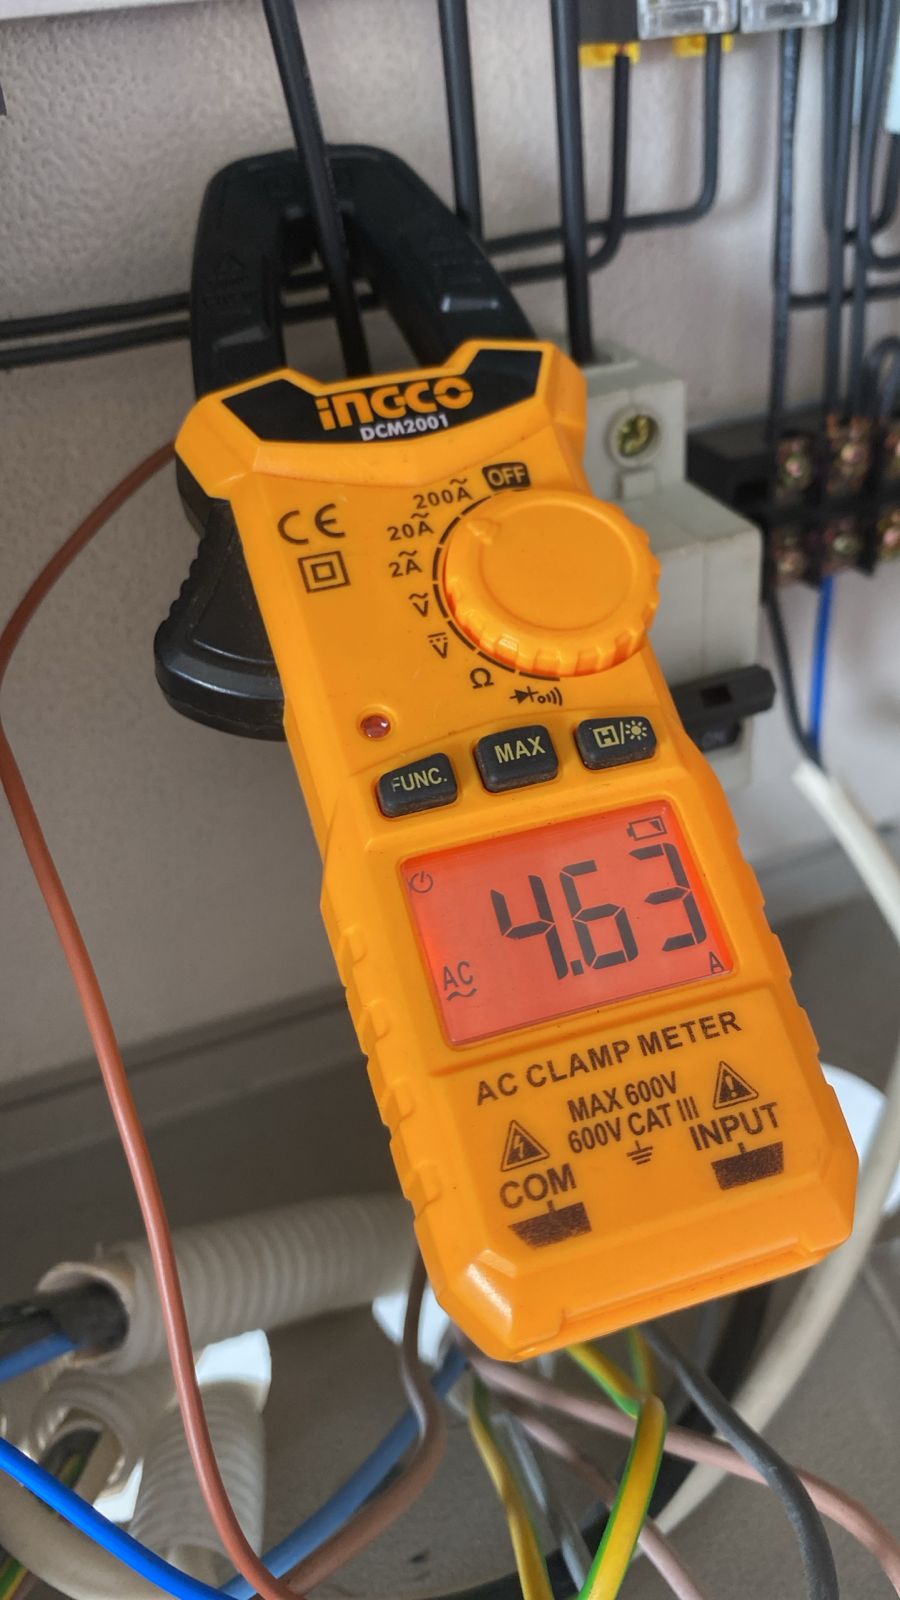 INGCO
DCM2001
OFF
200Ã
20Ã
2Ã
Ṽ
V
Ω
CE
FUNC.
MAX
H/
4.63
AC
A
AC CLAMP METER
MAX 600V
600V CAT III
COM
INPUT